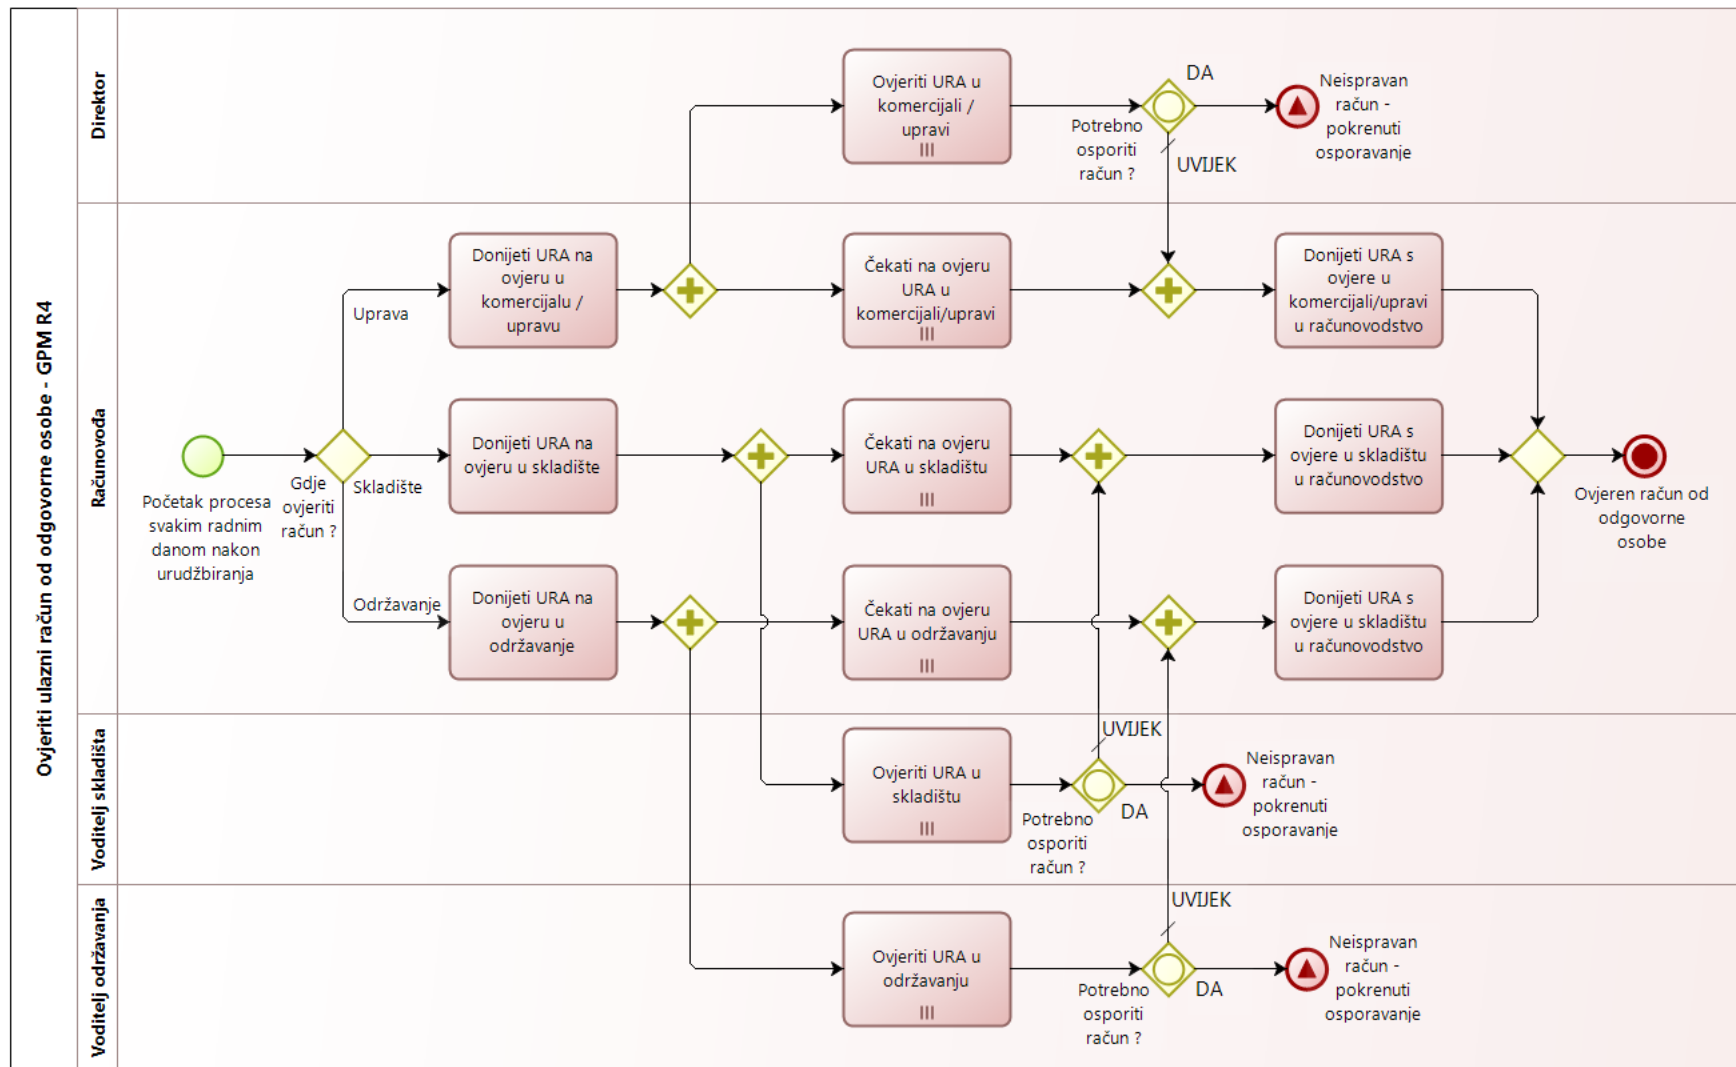 Ovjeriti ulazni račun od odgovorne osobe - GPM R4
Direktor
Ovjeriti URA u
komercijali /
upravi
Potrebno
osporiti
račun ?
DA
UVIJEK
Neispravan
račun -
pokrenuti
osporavanje
Računovođa
Početak procesa
svakim radnim
danom nakon
urudžbiranja
Gdje
ovjeriti
račun ?
Uprava
Skladište
Održavanje
Donijeti URA na
ovjeru u
komercijalu /
upravu
Čekati na ovjeru
URA u
komercijali/upravi
Donijeti URA s
ovjere u
komercijali/upravi
u računovodstvo
Donijeti URA na
ovjeru u skladište
Čekati na ovjeru
URA u skladištu
Donijeti URA s
ovjere u skladištu
u računovodstvo
Ovjeren račun od
odgovorne
osobe
Donijeti URA na
ovjeru u
održavanje
Čekati na ovjeru
URA u održavanju
Donijeti URA s
ovjere u skladištu
u računovodstvo
Voditelj skladišta
Ovjeriti URA u
skladištu
Potrebno
osporiti
račun ?
UVIJEK
DA
Neispravan
račun -
pokrenuti
osporavanje
Voditelj održavanja
Ovjeriti URA u
održavanju
Potrebno
osporiti
račun ?
UVIJEK
DA
Neispravan
račun -
pokrenuti
osporavanje